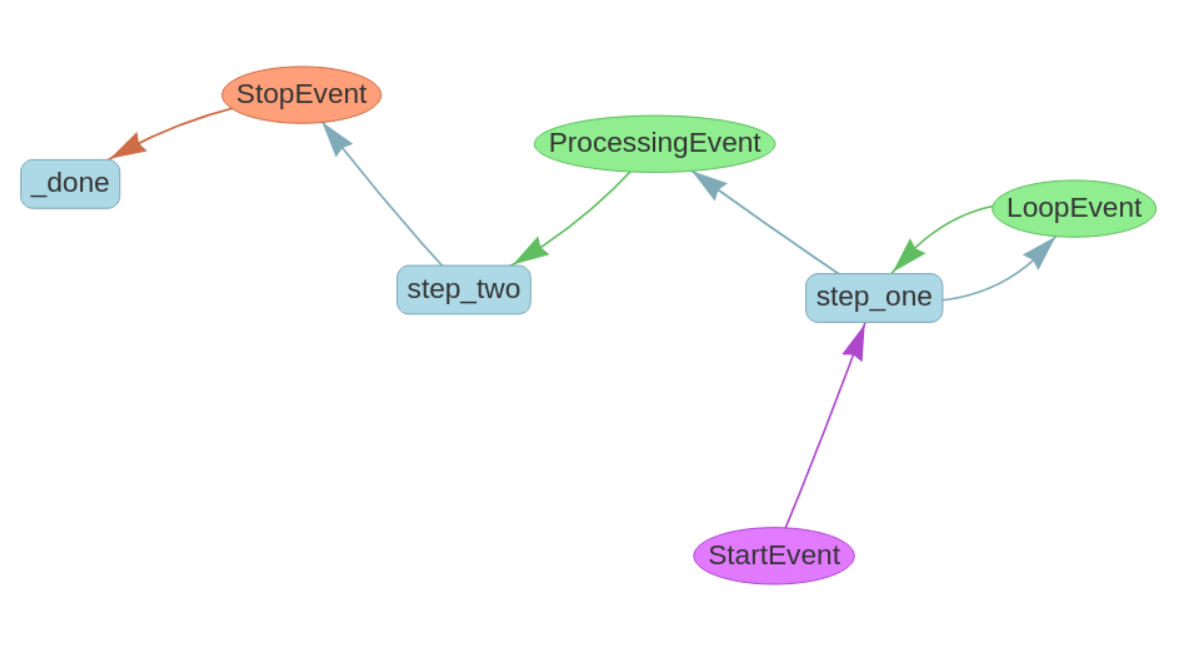 StopEvent
ProcessingEvent
_done
LoopEvent
step_two
step_one
StartEvent